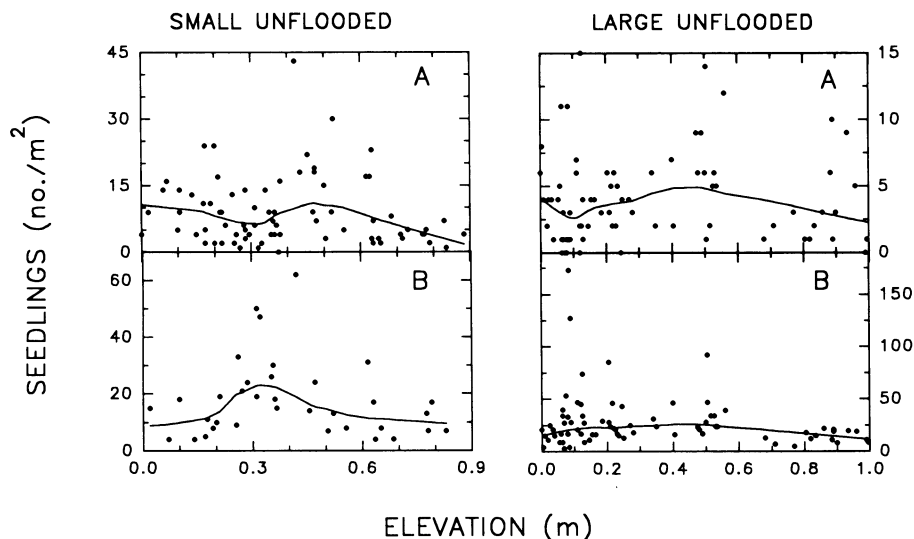 SMALL UNFLOODED
LARGE UNFLOODED
SEEDLINGS (no./m²)
45
30
15
0
A
A
15
10
5
0
60
40
20
0
B
B
150
100
50
0
0.0 0.3 0.6 0.9
0.0 0.2 0.4 0.6 0.8 1.0
ELEVATION (m)